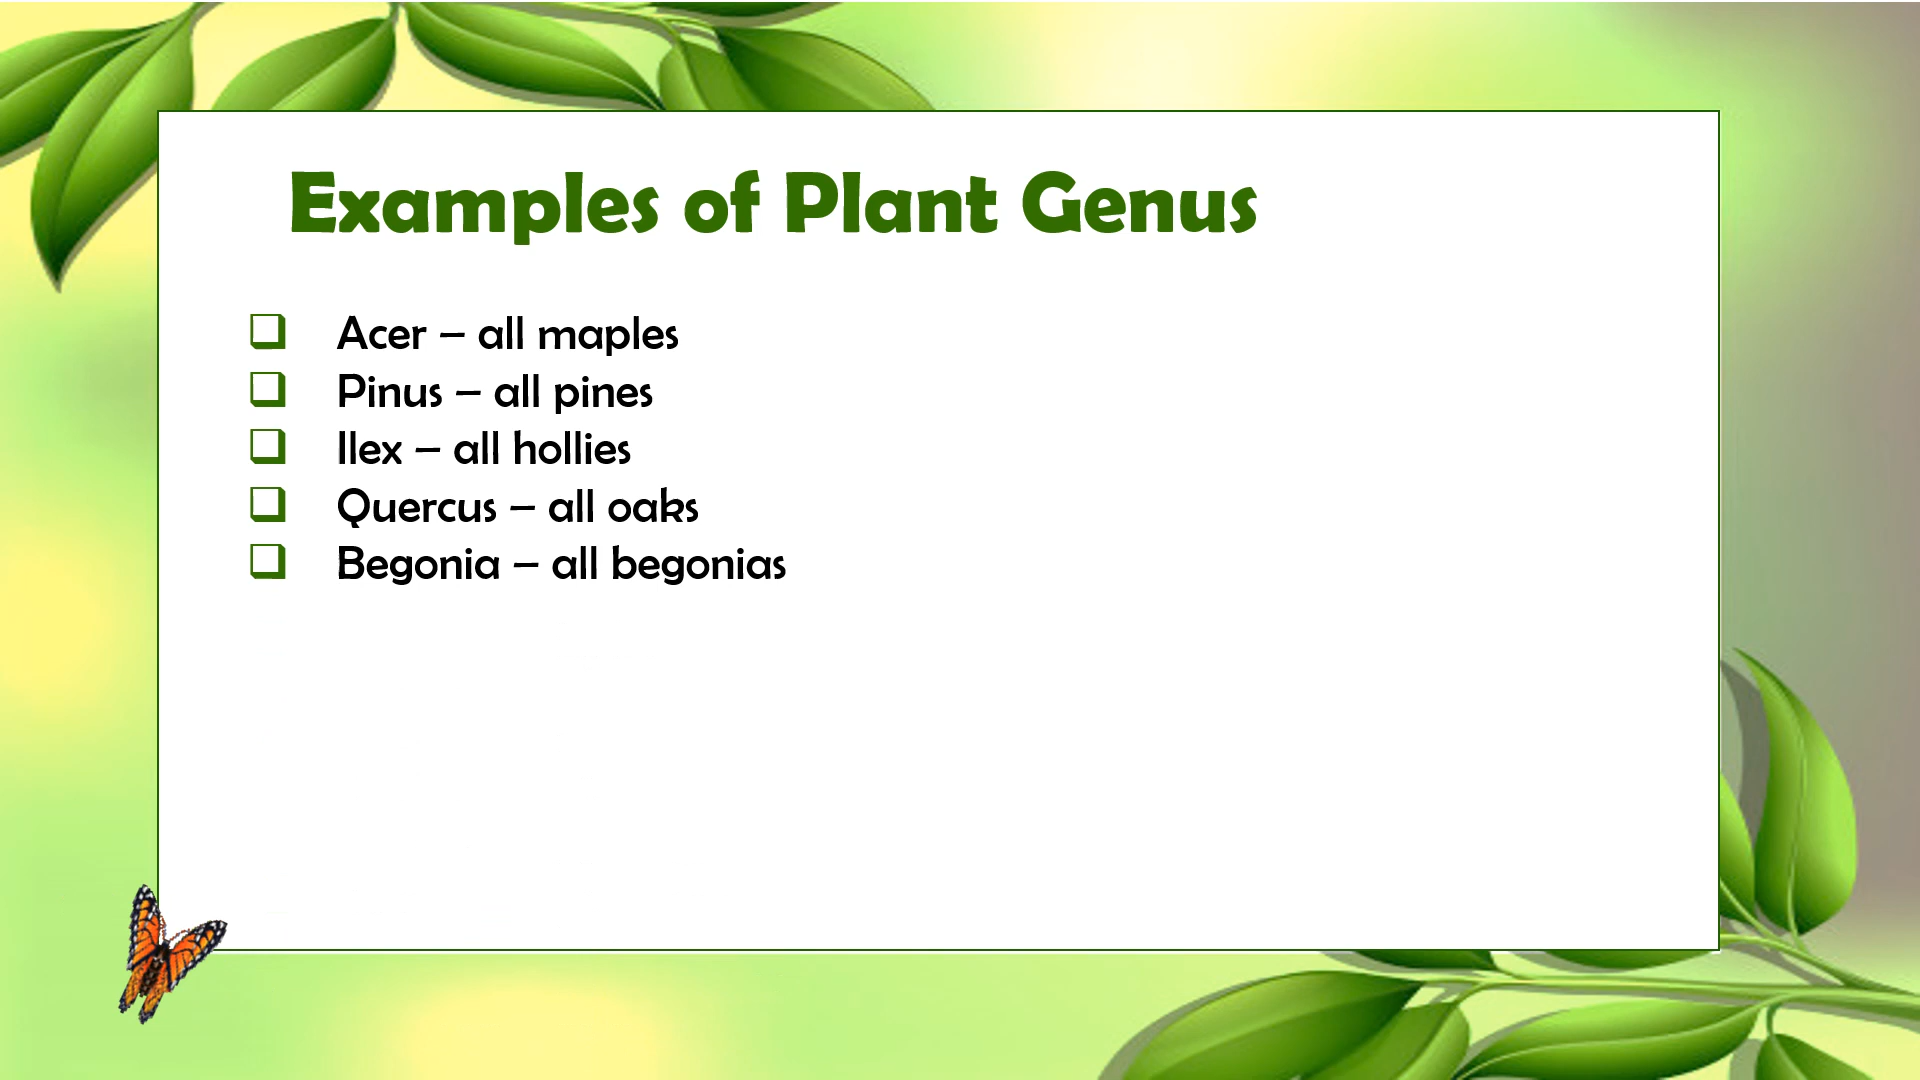 Examples of Plant Genus
Acer – all maples
Pinus – all pines
Ilex – all hollies
Quercus – all oaks
Begonia – all begonias